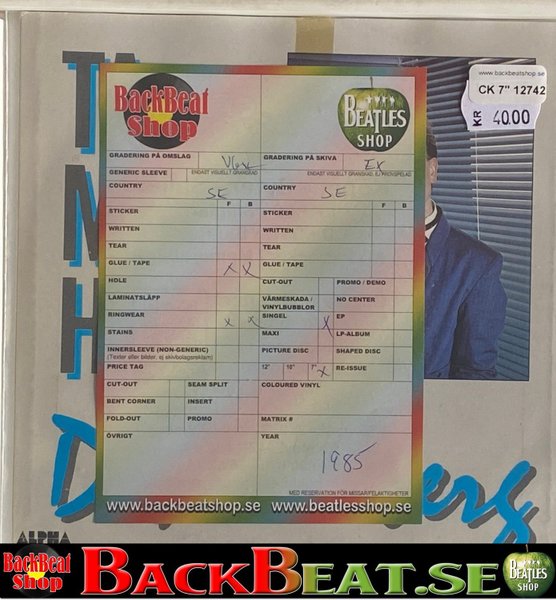 TA
M
H
D
erg
ALPHA
www.backbeatshop.se
CK 7" 12742
KR 40.00
BackBeat
Shop
BEATLES
SHOP
GRADERING PÅ OMSLAG
GENERIC SLEEVE
ENDAST VISUELLT GRANSKAD
COUNTRY SE
F B
STICKER
WRITTEN
TEAR
GLUE / TAPE X X
HOLE
LAMINATSLÄPP
RINGWEAR X X
STAINS
INNERSLEEVE (NON-GENERIC)
(Texter eller bilder, ej skivbolagsreklam)
PRICE TAG
CUT-OUT SEAM SPLIT
BENT CORNER INSERT
FOLD-OUT PROMO
ÖVRIGT
GRADERING PÅ SKIVA Ex
ENDAST VISUELLT GRANSKAD, EJ PROVSPELAD
COUNTRY SE
F B
STICKER
WRITTEN
TEAR
GLUE / TAPE
CUT-OUT PROMO / DEMO
VÄRMESKADA / VINYLBUBBLOR NO CENTER
SINGEL X EP
MAXI LP-ALBUM
PICTURE DISC SHAPED DISC
12" 10" 7" X RE-ISSUE
COLOURED VINYL
MATRIX #
YEAR
1985
MED RESERVATION FÖR MISSAR/FELAKTIGHETER
www.backbeatshop.se www.beatlesshop.se
BackBeat
Shop
BACKBEAT.SE
BEATLES
SHOP